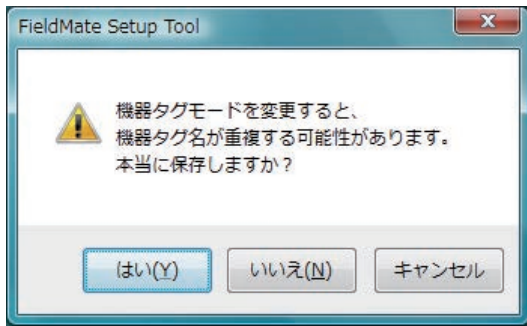 FieldMate Setup Tool
機器タグモードを変更すると、
機器タグ名が重複する可能性があります。
本当に保存しますか？
はい(Y)
いいえ(N)
キャンセル